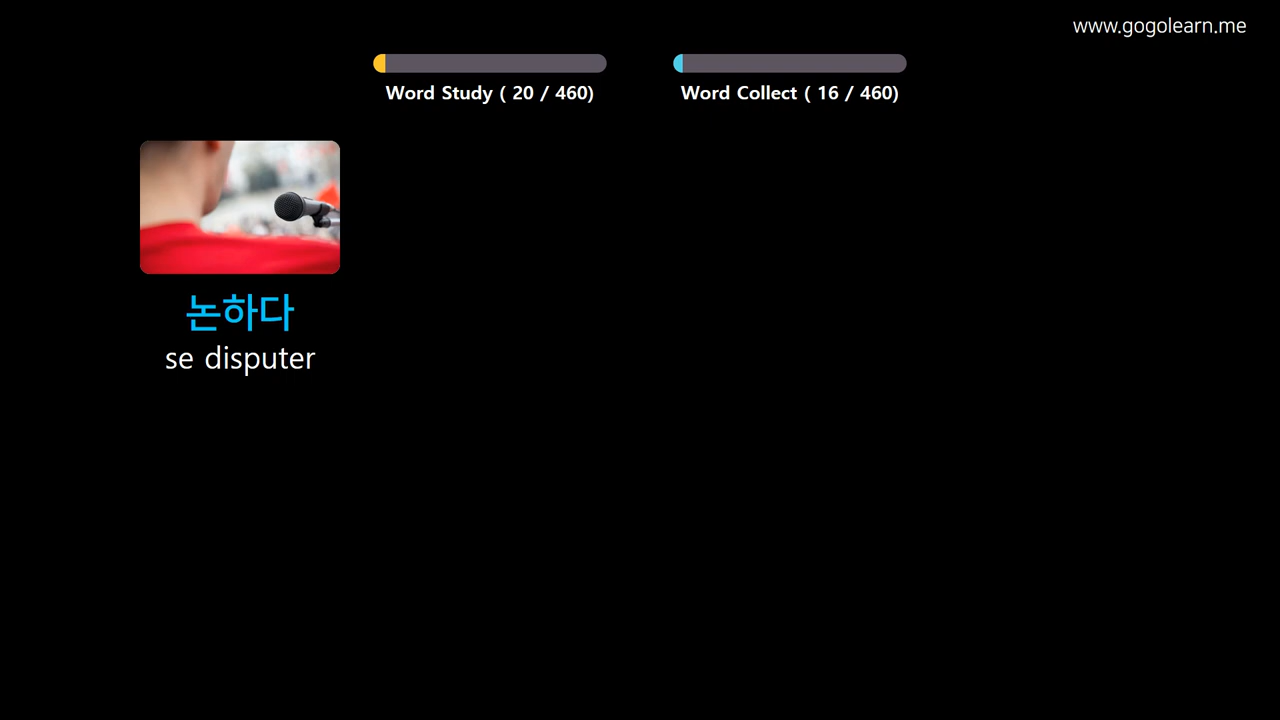 www.gogolearn.me
Word Study ( 20 / 460)
Word Collect ( 16 / 460)
논하다
se disputer